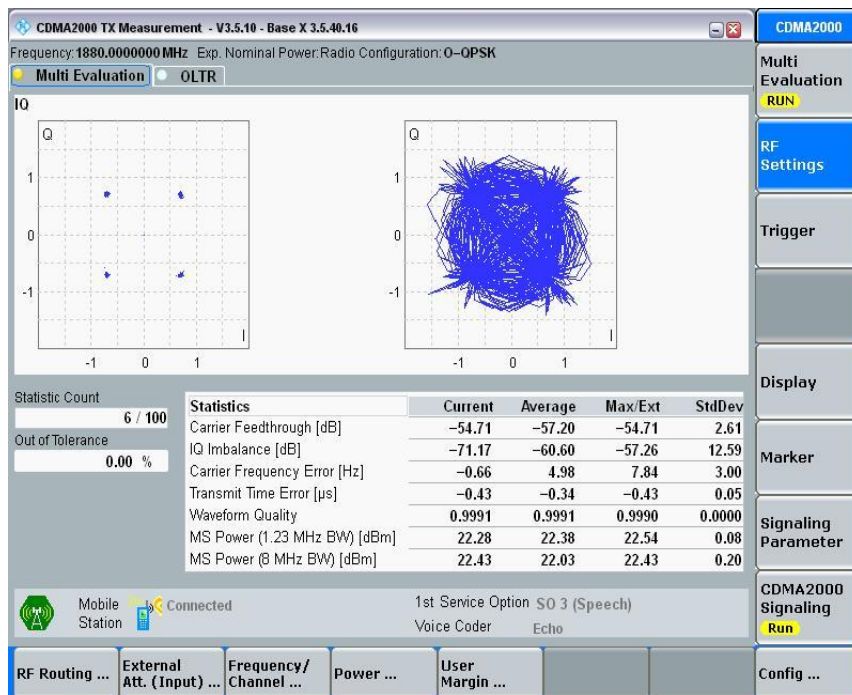 CDMA2000 TX Measurement - V3.5.10 - Base X 3.5.40.16
CDMA2000
Frequency: 1880.0000000 MHz Exp. Nominal Power: Radio Configuration: O-QPSK
Multi Evaluation
OLTR
Multi
Evaluation
RUN
IQ
Q
1
0
-1
I
-1 0 1
Q
1
0
-1
I
-1 0 1
RF
Settings
Trigger
Display
Marker
Signaling
Parameter
CDMA2000
Signaling
Run
Statistic Count
6 / 100
Out of Tolerance
0.00 %
Statistics Current Average Max/Ext StdDev
Carrier Feedthrough [dB] -54.71 -57.20 -54.71 2.61
IQ Imbalance [dB] -71.17 -60.60 -57.26 12.59
Carrier Frequency Error [Hz] -0.66 4.98 7.84 3.00
Transmit Time Error [µs] -0.43 -0.34 -0.43 0.05
Waveform Quality 0.9991 0.9991 0.9990 0.0000
MS Power (1.23 MHz BW) [dBm] 22.28 22.38 22.54 0.08
MS Power (8 MHz BW) [dBm] 22.43 22.03 22.43 0.20
Mobile
Station
Connected
1st Service Option SO 3 (Speech)
Voice Coder Echo
RF Routing ...
External
Att. (Input) ...
Frequency/
Channel ...
Power ...
User
Margin ...
Config ...